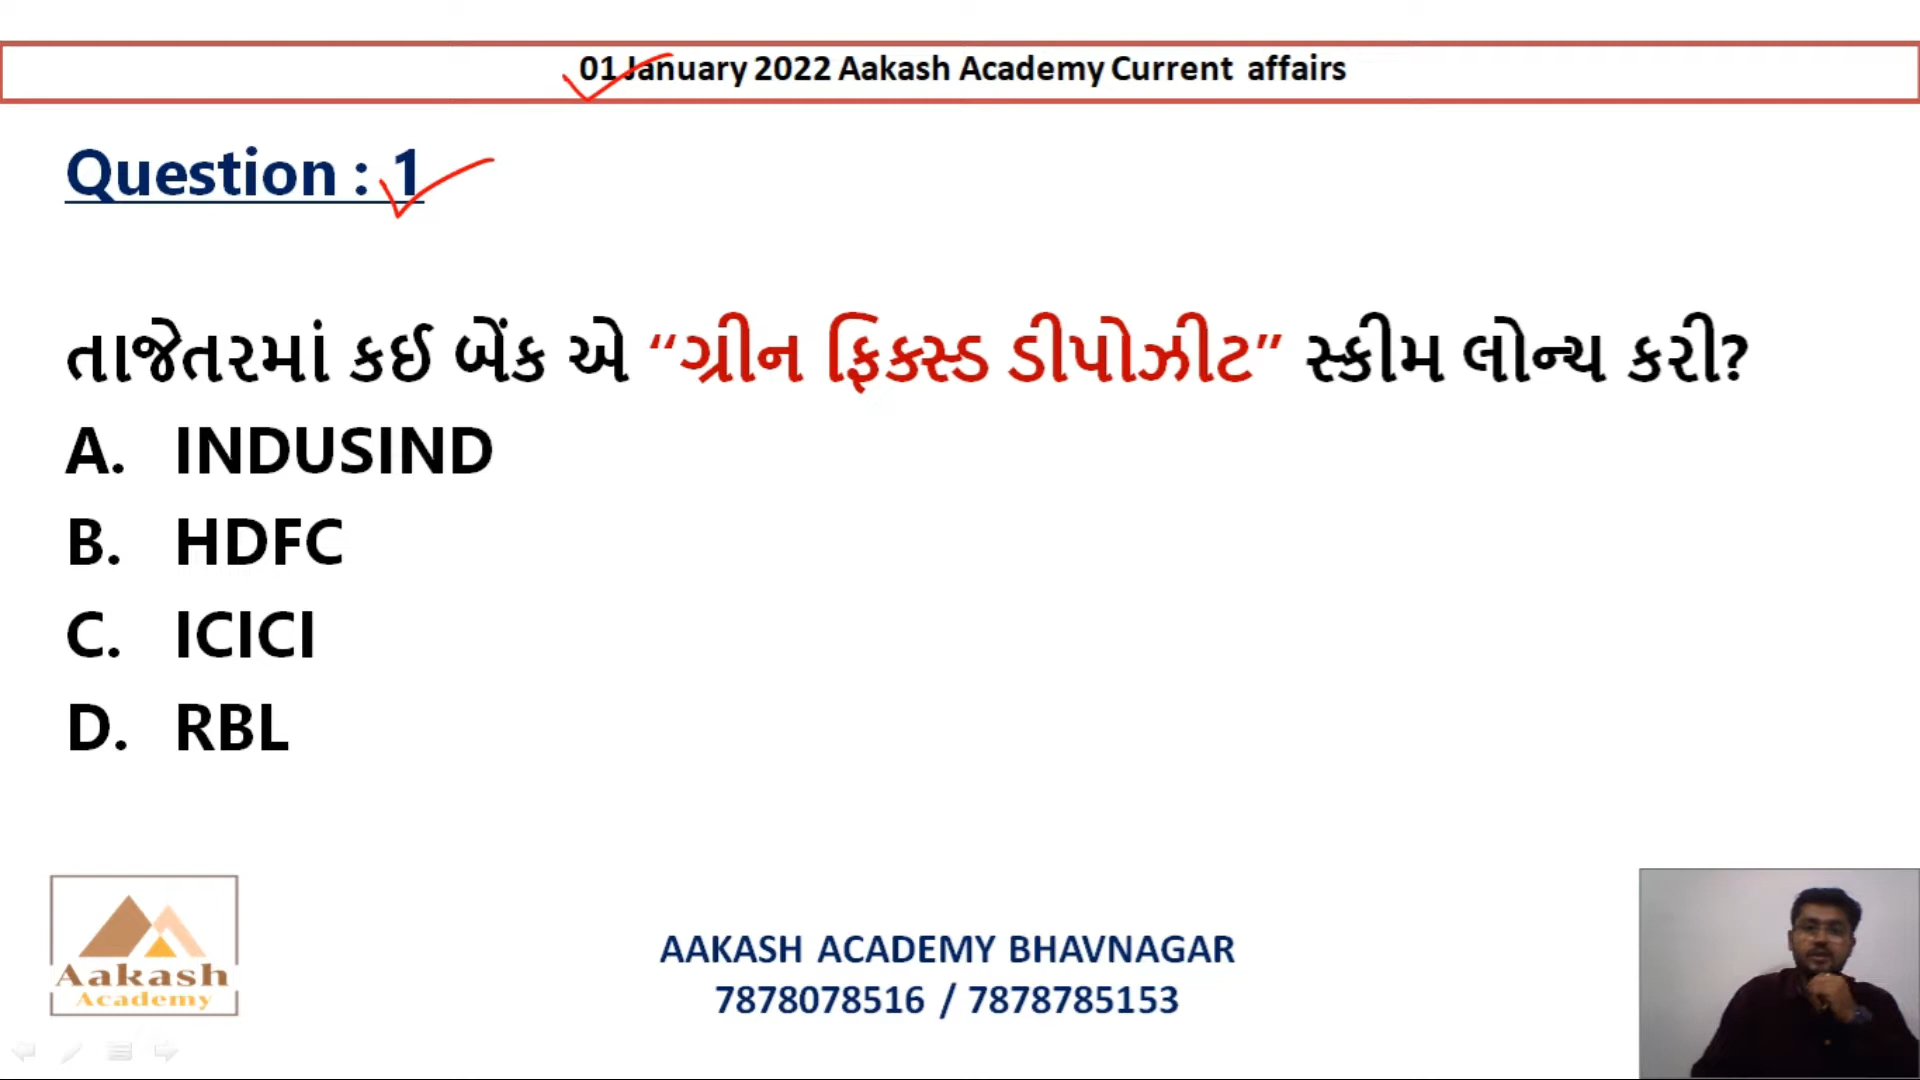 01 January 2022 Aakash Academy Current affairs
Question : 1
તાજેતરમાં કઈ બેંક એ “ગ્રીન ફિક્સ્ડ ડીપોઝીટ” સ્કીમ લોન્ચ કરી?
A. INDUSIND
B. HDFC
C. ICICI
D. RBL
Aakash
Academy
AAKASH ACADEMY BHAVNAGAR
7878078516 / 7878785153